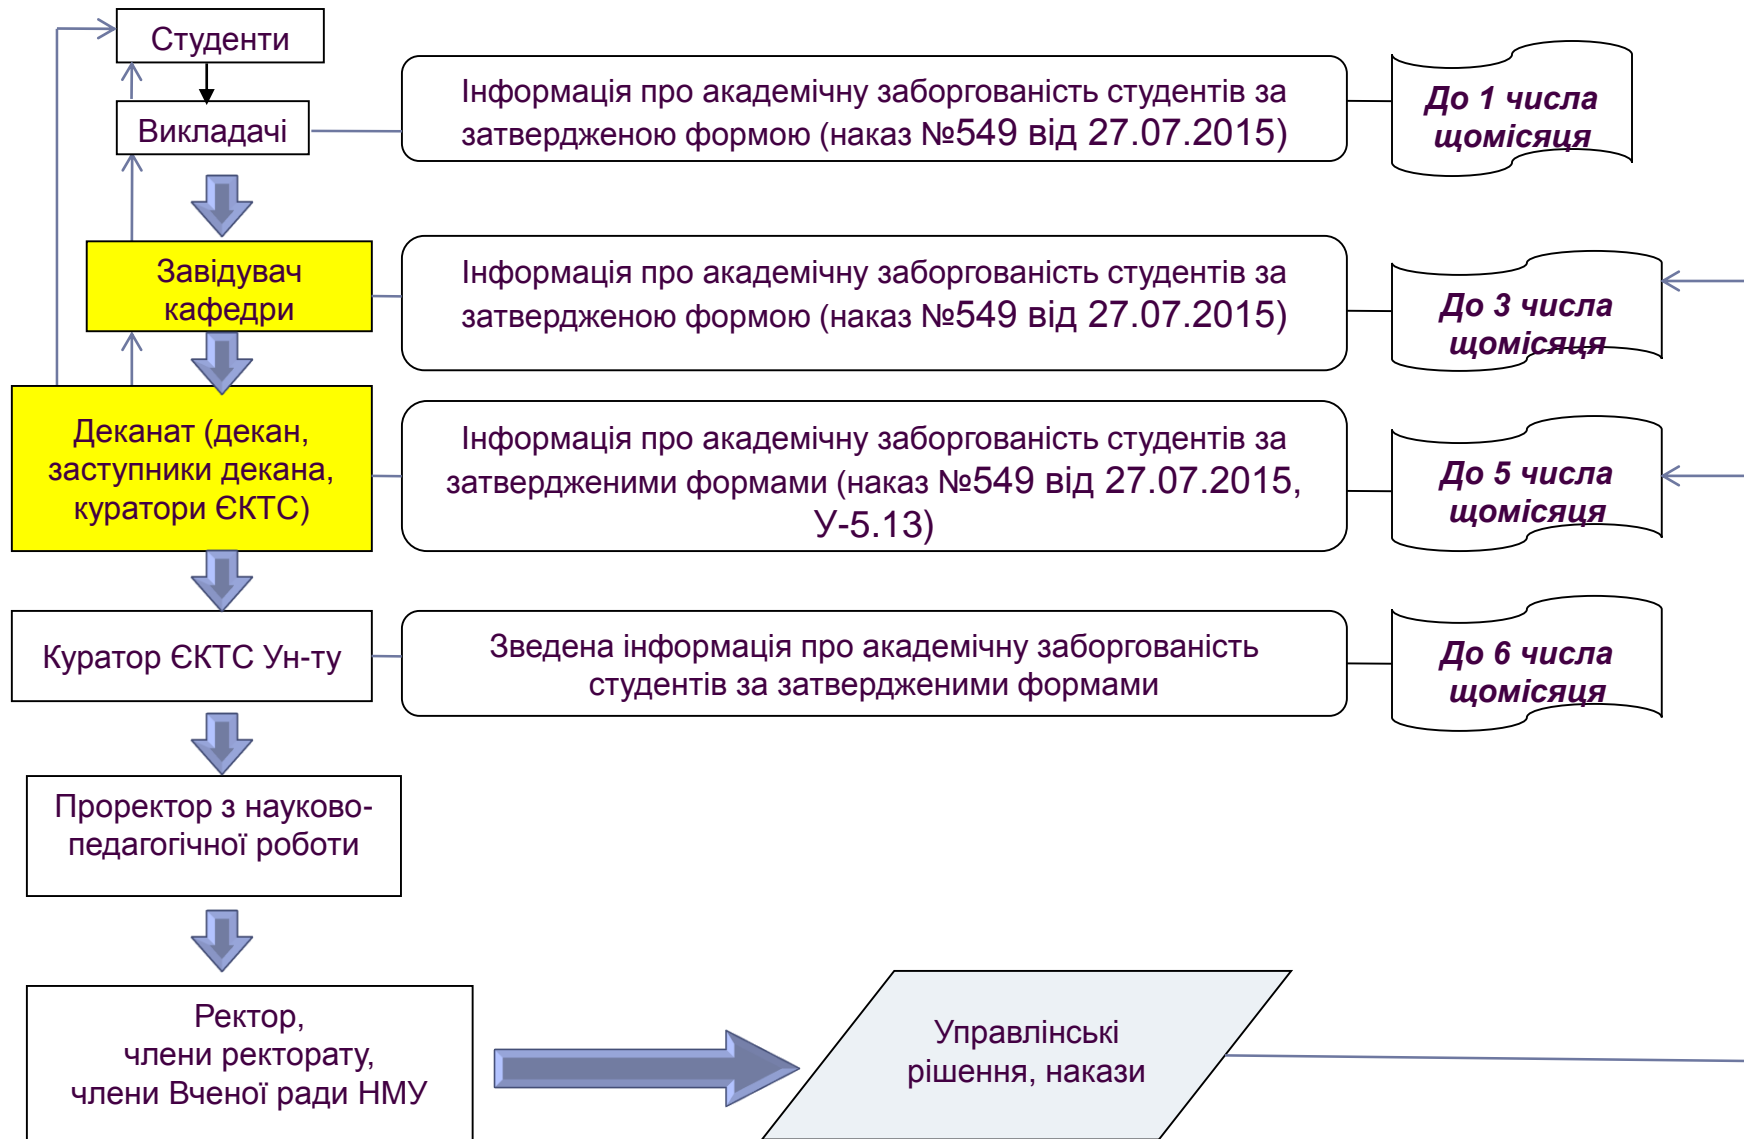 Студенти
Викладачі
Інформація про академічну заборгованість студентів за
затвердженою формою (наказ №549 від 27.07.2015)
До 1 числа
щомісяця
Завідувач
кафедри
Інформація про академічну заборгованість студентів за
затвердженою формою (наказ №549 від 27.07.2015)
До 3 числа
щомісяця
Деканат (декан,
заступники декана,
куратори ЄКТС)
Інформація про академічну заборгованість студентів за
затвердженими формами (наказ №549 від 27.07.2015,
У-5.13)
До 5 числа
щомісяця
Куратор ЄКТС Ун-ту
Зведена інформація про академічну заборгованість
студентів за затвердженими формами
До 6 числа
щомісяця
Проректор з науково-
педагогічної роботи
Ректор,
члени ректорату,
члени Вченої ради НМУ
Управлінські
рішення, накази